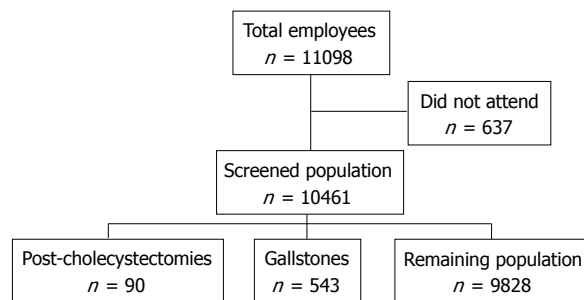 Total employees
n = 11098
Did not attend
n = 637
Screened population
n = 10461
Post-cholecystectomies
n = 90
Gallstones
n = 543
Remaining population
n = 9828